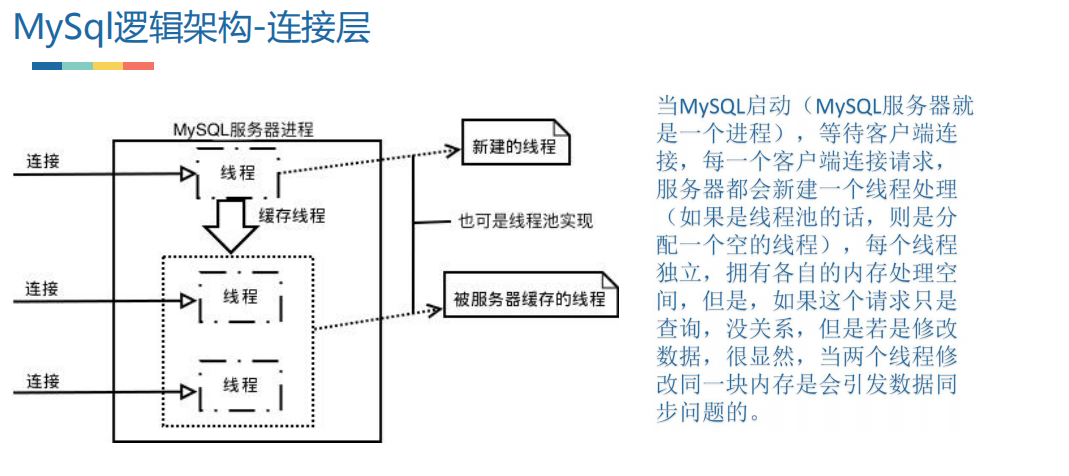 MySql逻辑架构-连接层
MySQL服务器进程
连接
线程
新建的线程
缓存线程
也可是线程池实现
连接
线程
被服务器缓存的线程
连接
线程
当MySQL启动（MySQL服务器就
是一个进程），等待客户端连
接，每一个客户端连接请求，
服务器都会新建一个线程处理
（如果是线程池的话，则是分
配一个空的线程），每个线程
独立，拥有各自的内存处理空
间，但是，如果这个请求只是
查询，没关系，但是若是修改
数据，很显然，当两个线程修
改同一块内存是会引发数据同
步问题的。